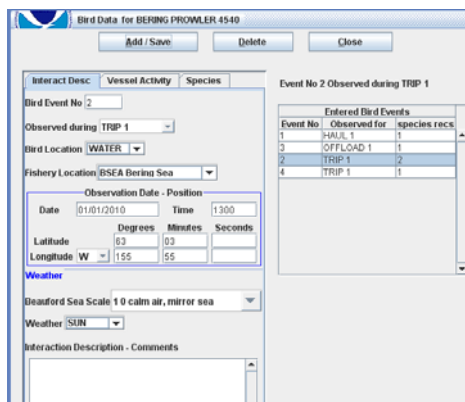 Bird Data for BERING PROWLER 4540
Add / Save Delete Close
Interact Desc Vessel Activity Species
Event No 2 Observed during TRIP 1
Bird Event No 2
Entered Bird Events
Event No Observed for species recs
1 HAUL 1 1
3 OFFLOAD 1 1
2 TRIP 1 2
4 TRIP 1 1
Observed during TRIP 1
Bird Location WATER
Fishery Location BSEA Bering Sea
Observation Date - Position
Date 01/01/2010 Time 1300
Degrees Minutes Seconds
Latitude 63 03
Longitude W 155 55
Weather
Beauford Sea Scale 1 0 calm air, mirror sea
Weather SUN
Interaction Description - Comments